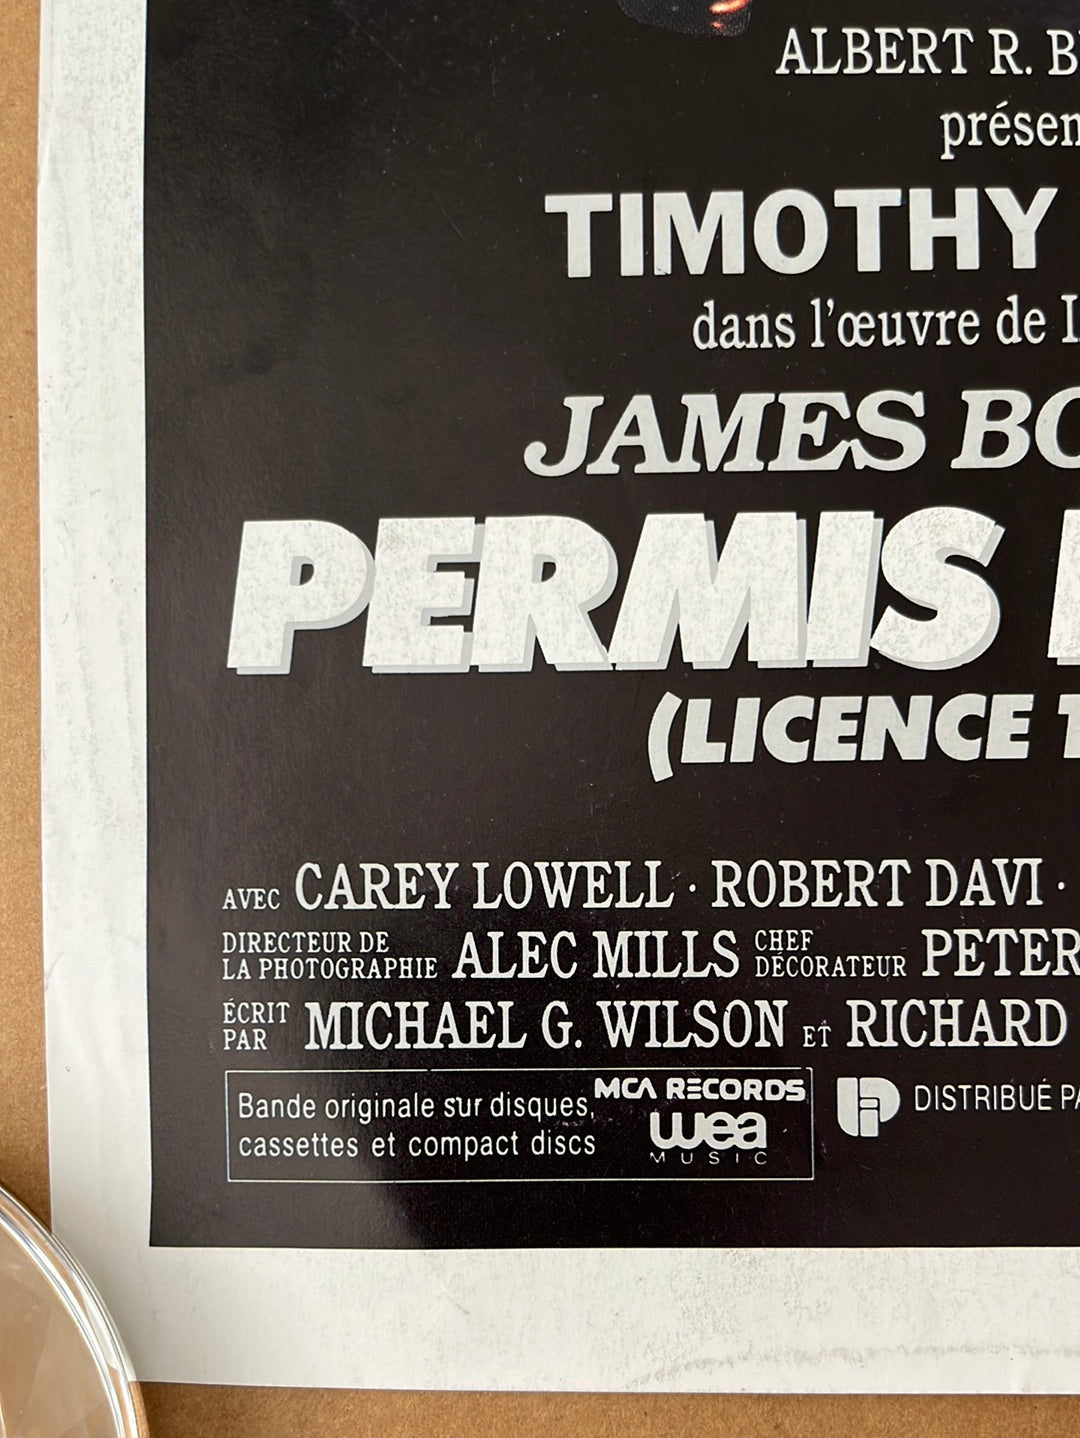 ALBERT R. B
présen
TIMOTHY
dans l'œuvre de I
JAMES BO
PERMIS
(LICENCE T
AVEC CAREY LOWELL · ROBERT DAVI ·
DIRECTEUR DE
LA PHOTOGRAPHIE ALEC MILLS CHEF
DÉCORATEUR PETER
ÉCRIT
PAR MICHAEL G. WILSON ET RICHARD
Bande originale sur disques,
cassettes et compact discs
MCA RECORDS
wea
MUSIC
DISTRIBUÉ PA